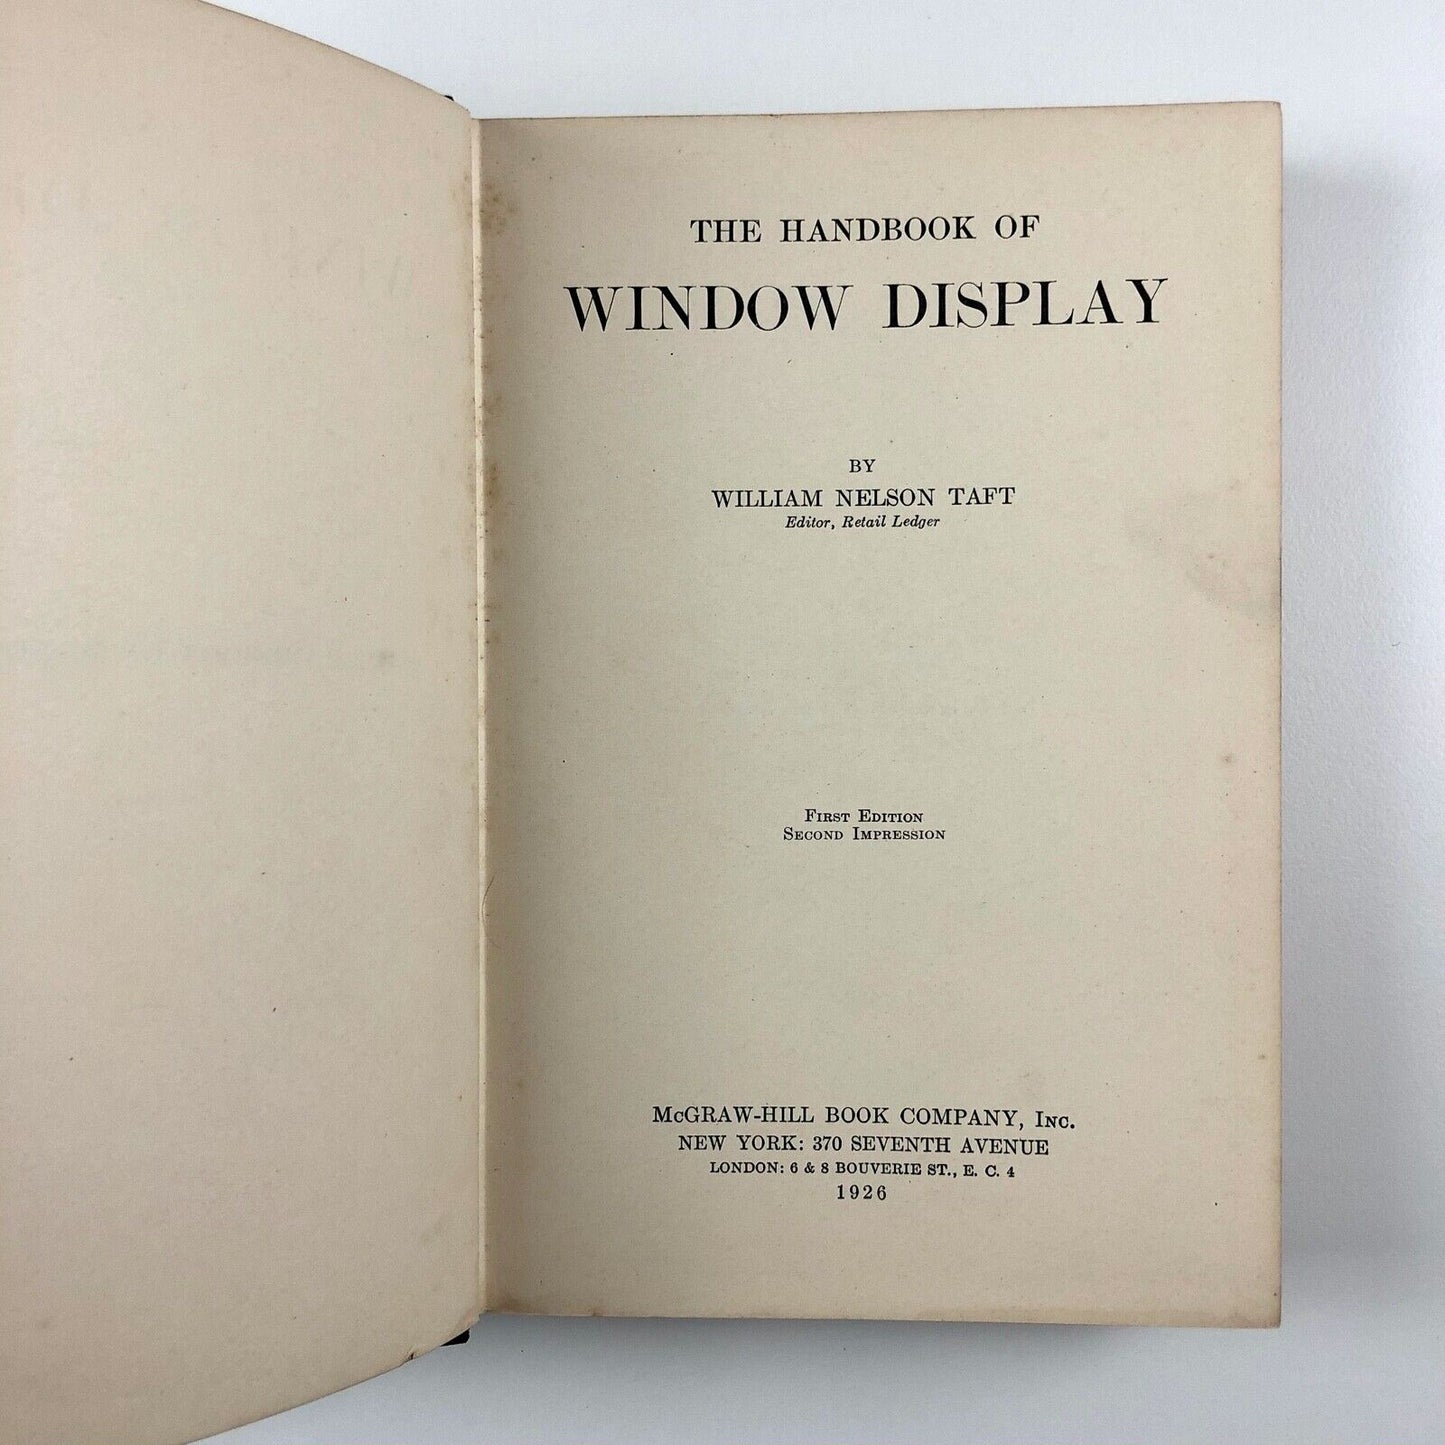 THE HANDBOOK OF
WINDOW DISPLAY
BY
WILLIAM NELSON TAFT
Editor, Retail Ledger
FIRST EDITION
SECOND IMPRESSION
McGRAW-HILL BOOK COMPANY, INC.
NEW YORK: 370 SEVENTH AVENUE
LONDON: 6 & 8 BOUVERIE ST., E. C. 4
1926